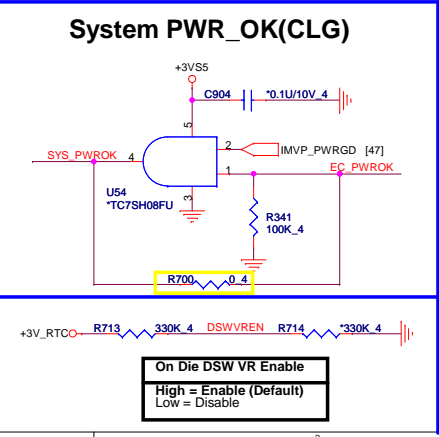 System PWR_OK(CLG)
+3VS5
C904 *0.1U/10V_4
5
SYS_PWROK 4 2 IMVP_PWRGD [47]
1 EC_PWROK
U54
*TC7SH08FU
3
R341
100K_4
R700 0_4
+3V_RTC R713 330K_4 DSWVREN R714 *330K_4
On Die DSW VR Enable
High = Enable (Default)
Low = Disable